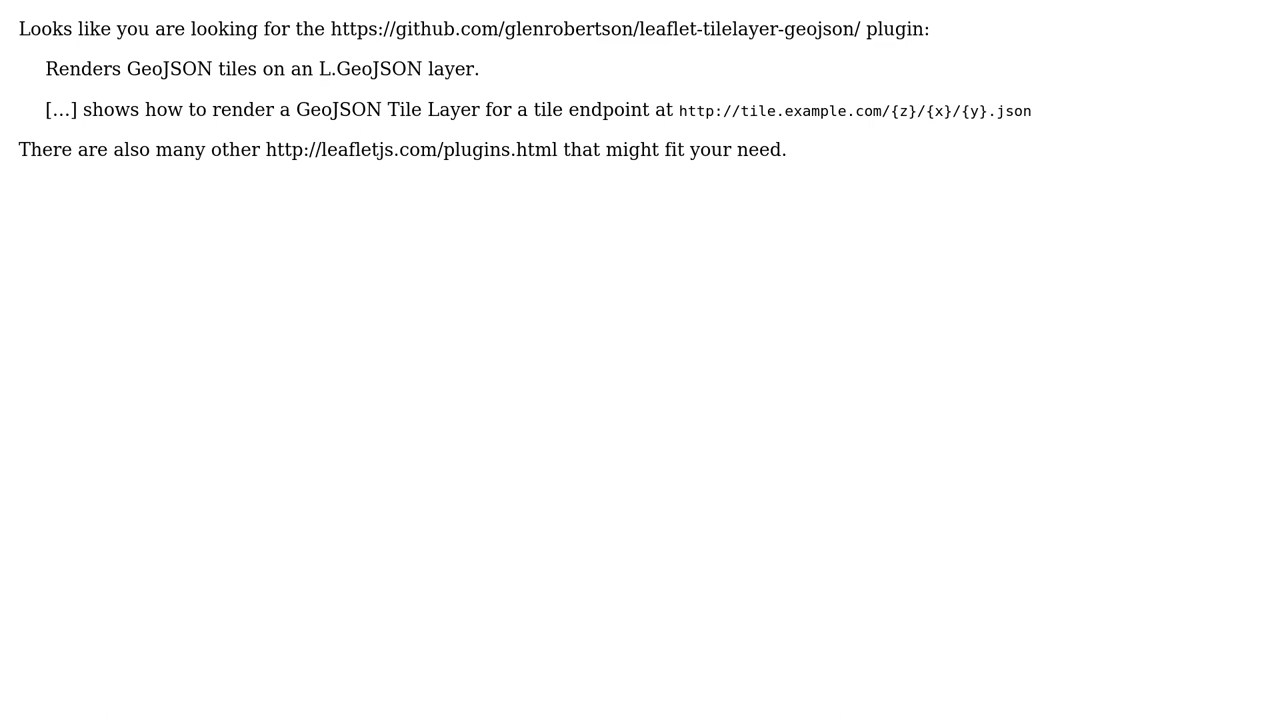 Looks like you are looking for the https://github.com/glenrobertson/leaflet-tilelayer-geojson/ plugin:
Renders GeoJSON tiles on an L.GeoJSON layer.
[…] shows how to render a GeoJSON Tile Layer for a tile endpoint at http://tile.example.com/{z}/{x}/{y}.json
There are also many other http://leafletjs.com/plugins.html that might fit your need.